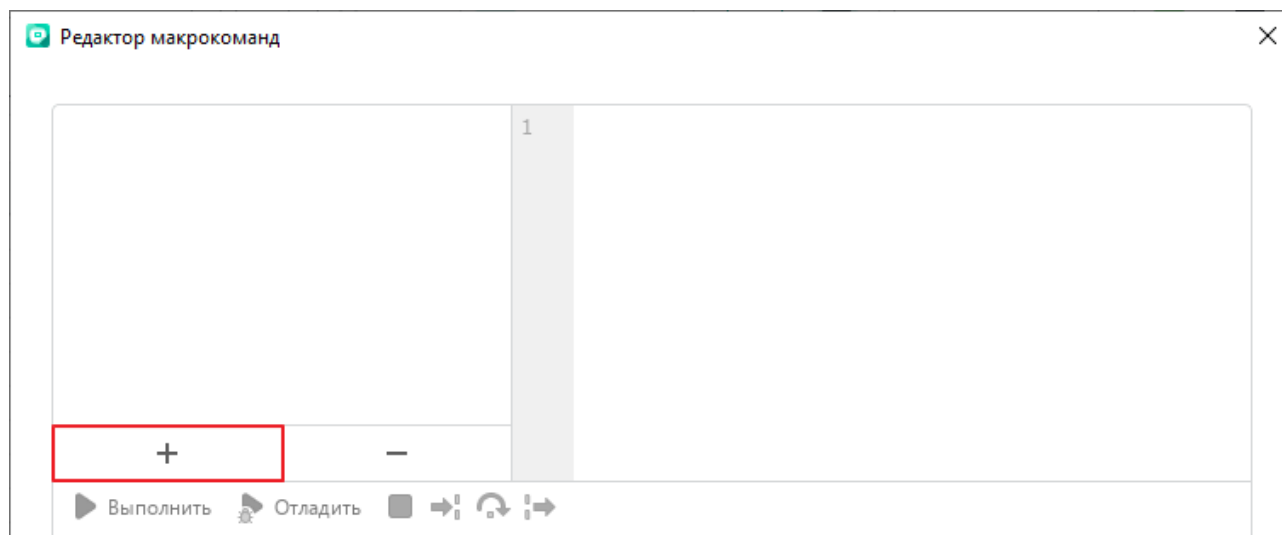 Редактор макрокоманд
1
Выполнить Отладить